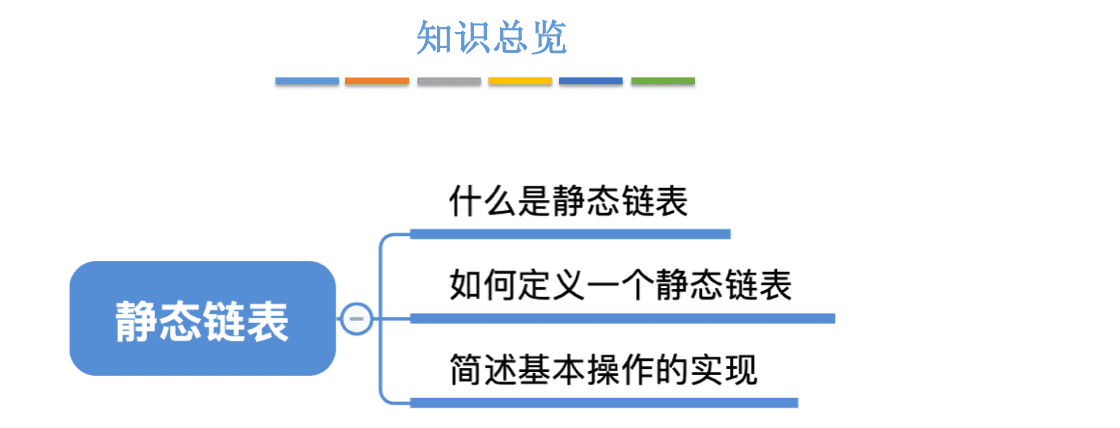 知识总览
什么是静态链表
如何定义一个静态链表
静态链表
简述基本操作的实现